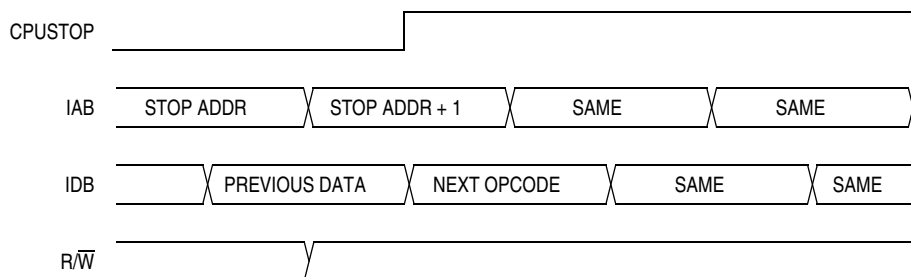 CPUSTOP
IAB STOP ADDR STOP ADDR + 1 SAME SAME
IDB PREVIOUS DATA NEXT OPCODE SAME SAME
R/W̅